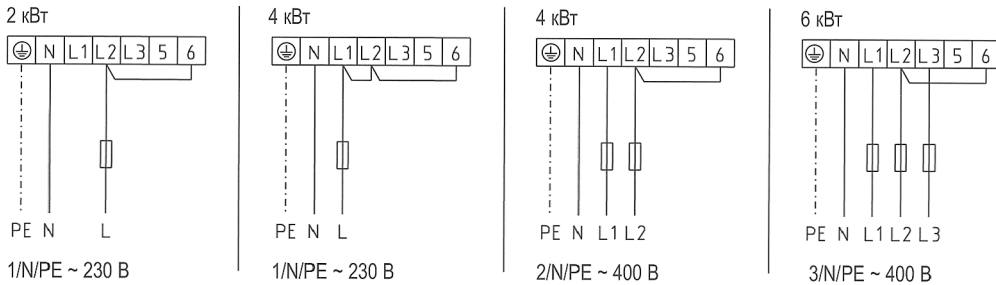 2 кВт
N L1 L2 L3 5 6
PE N L
1/N/PE ~ 230 В
4 кВт
N L1 L2 L3 5 6
PE N L
1/N/PE ~ 230 В
4 кВт
N L1 L2 L3 5 6
PE N L1 L2
2/N/PE ~ 400 В
6 кВт
N L1 L2 L3 5 6
PE N L1 L2 L3
3/N/PE ~ 400 В